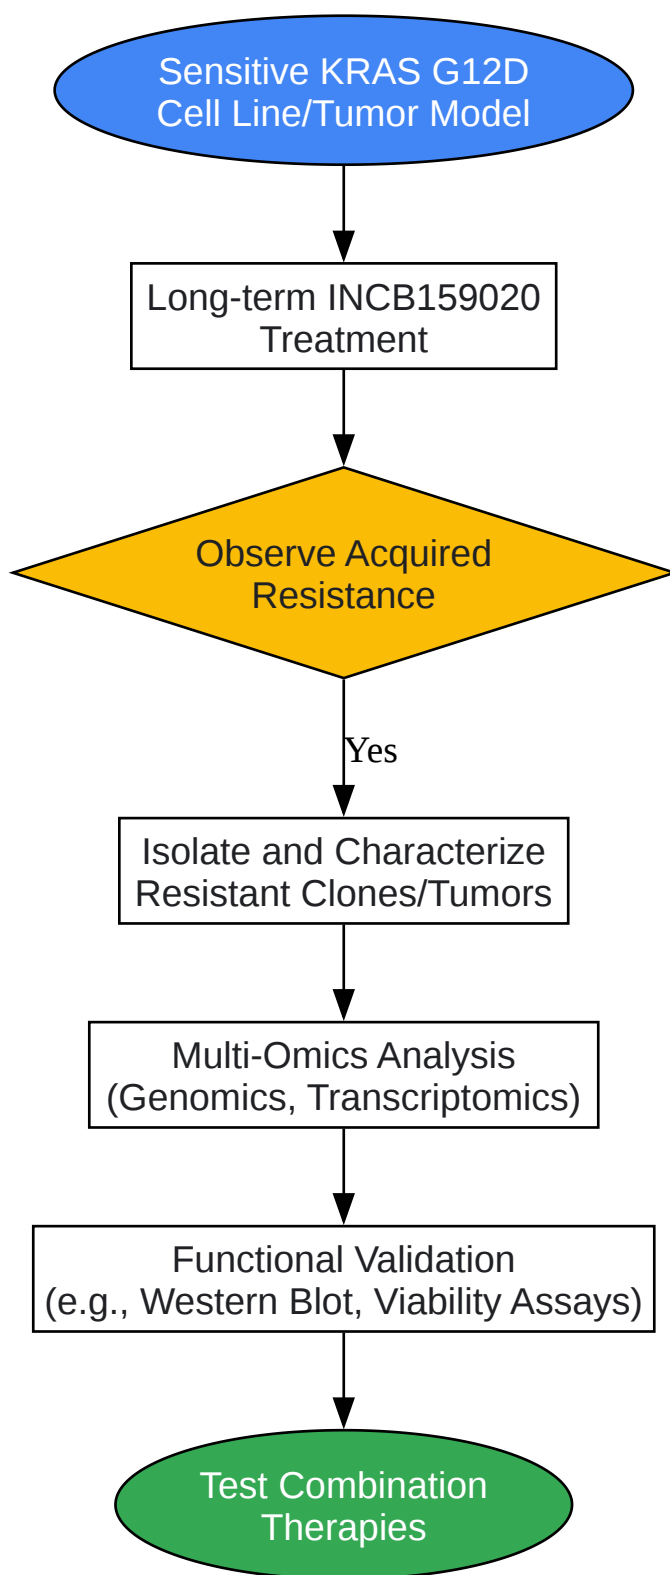 Sensitive KRAS G12D
Cell Line/Tumor Model
Long-term INCB159020
Treatment
Observe Acquired
Resistance
Yes
Isolate and Characterize
Resistant Clones/Tumors
Multi-Omics Analysis
(Genomics, Transcriptomics)
Functional Validation
(e.g., Western Blot, Viability Assays)
Test Combination
Therapies